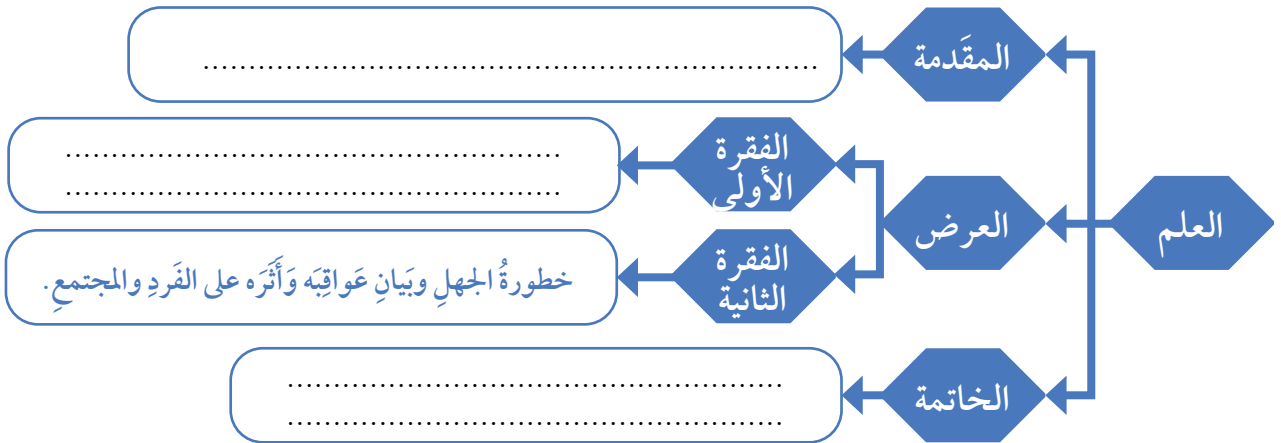 العلم
المقَدمة
......................................................................
العرض
الفقرة
الأولى
......................................................
......................................................
الفقرة
الثانية
خطورةُ الجهلِ وبَيانِ عَواقِبَه وَأَثَرَه على الفَردِ والمجتمعِ.
الخاتمة
......................................................
......................................................